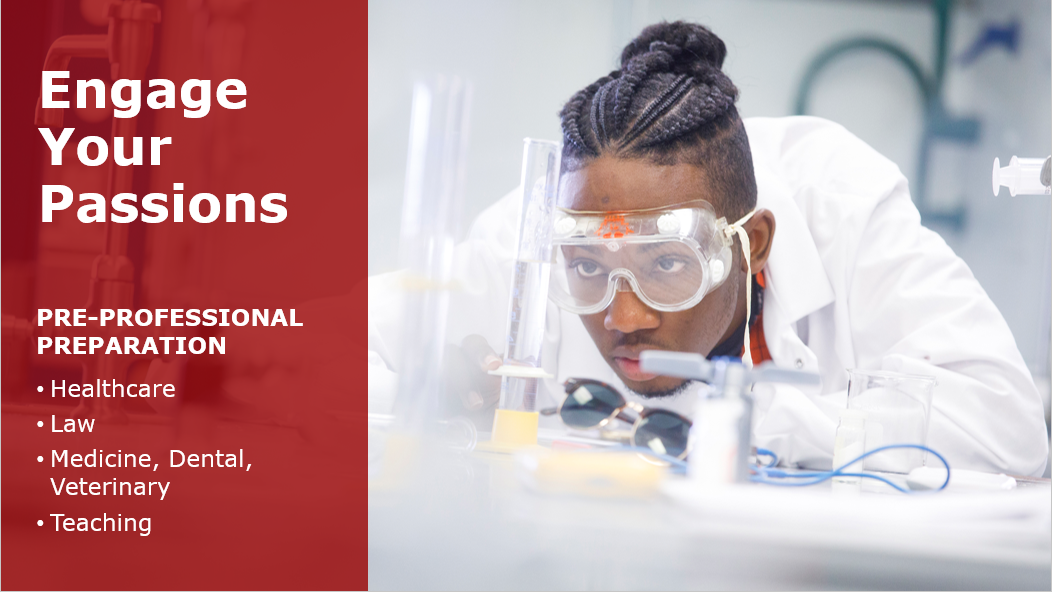 Engage
Your
Passions
PRE-PROFESSIONAL
PREPARATION
• Healthcare
• Law
• Medicine, Dental,
Veterinary
• Teaching